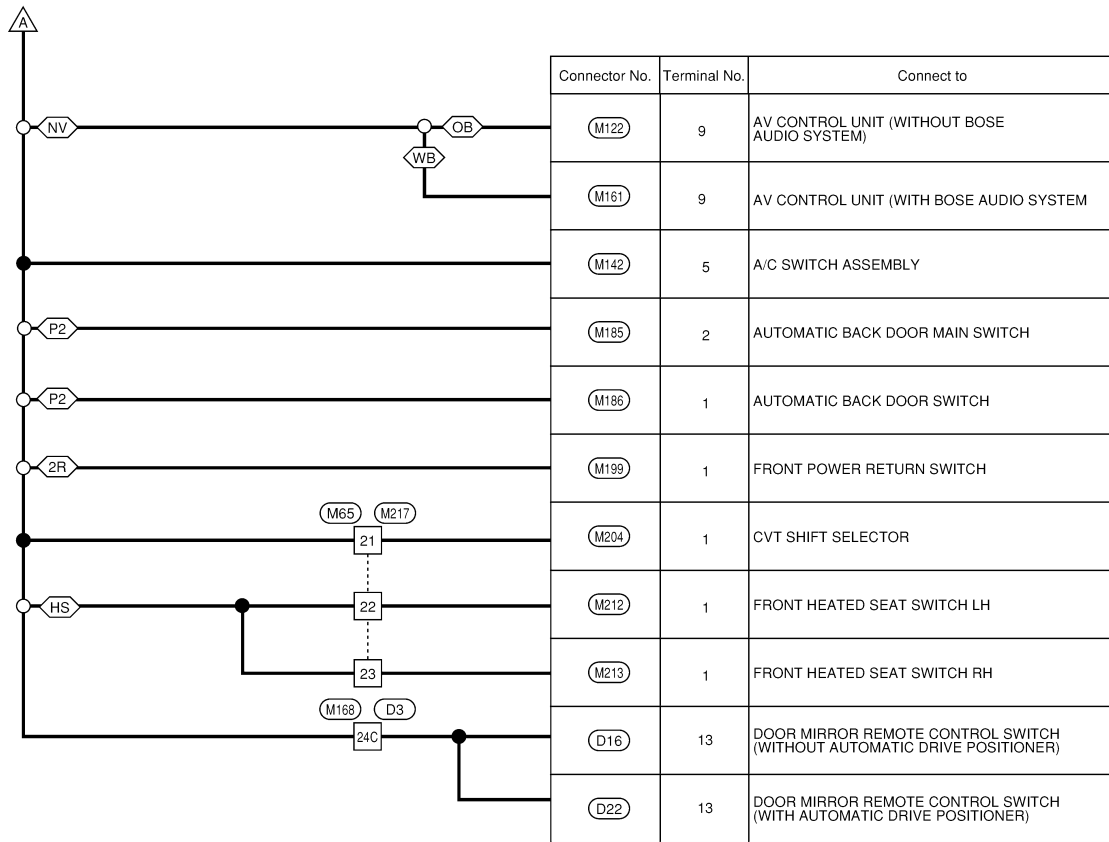 A
Connector No. Terminal No. Connect to
NV OB M122 9 AV CONTROL UNIT (WITHOUT BOSE
AUDIO SYSTEM)
WB
M161 9 AV CONTROL UNIT (WITH BOSE AUDIO SYSTEM
M142 5 A/C SWITCH ASSEMBLY
P2 M185 2 AUTOMATIC BACK DOOR MAIN SWITCH
P2 M186 1 AUTOMATIC BACK DOOR SWITCH
2R M199 1 FRONT POWER RETURN SWITCH
M65 M217
21 M204 1 CVT SHIFT SELECTOR
HS 22 M212 1 FRONT HEATED SEAT SWITCH LH
23 M213 1 FRONT HEATED SEAT SWITCH RH
M168 D3
24C D16 13 DOOR MIRROR REMOTE CONTROL SWITCH
(WITHOUT AUTOMATIC DRIVE POSITIONER)
D22 13 DOOR MIRROR REMOTE CONTROL SWITCH
(WITH AUTOMATIC DRIVE POSITIONER)